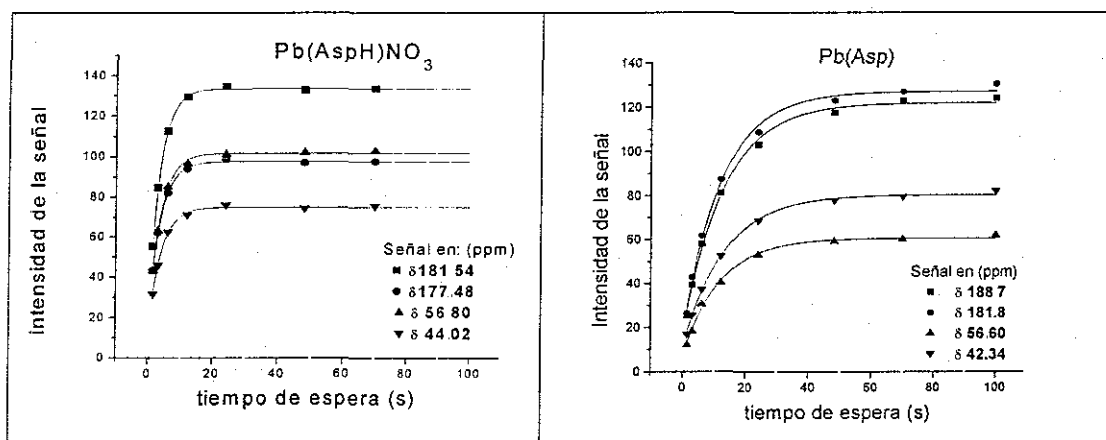 Pb(AspH)NO3
140
120
100
80
60
40
20
0
0 20 40 60 80 100
intensidad de la señal
tiempo de espera (s)
Señal en: (ppm)
δ181 54
δ177.48
δ 56 80
δ 44.02
Pb(Asp)
140
120
100
80
60
40
20
0
0 20 40 60 80 100
Intensidad de la señal
tiempo de espera (s)
Señal en (ppm)
δ 188 7
δ 181.8
δ 56.60
δ 42.34